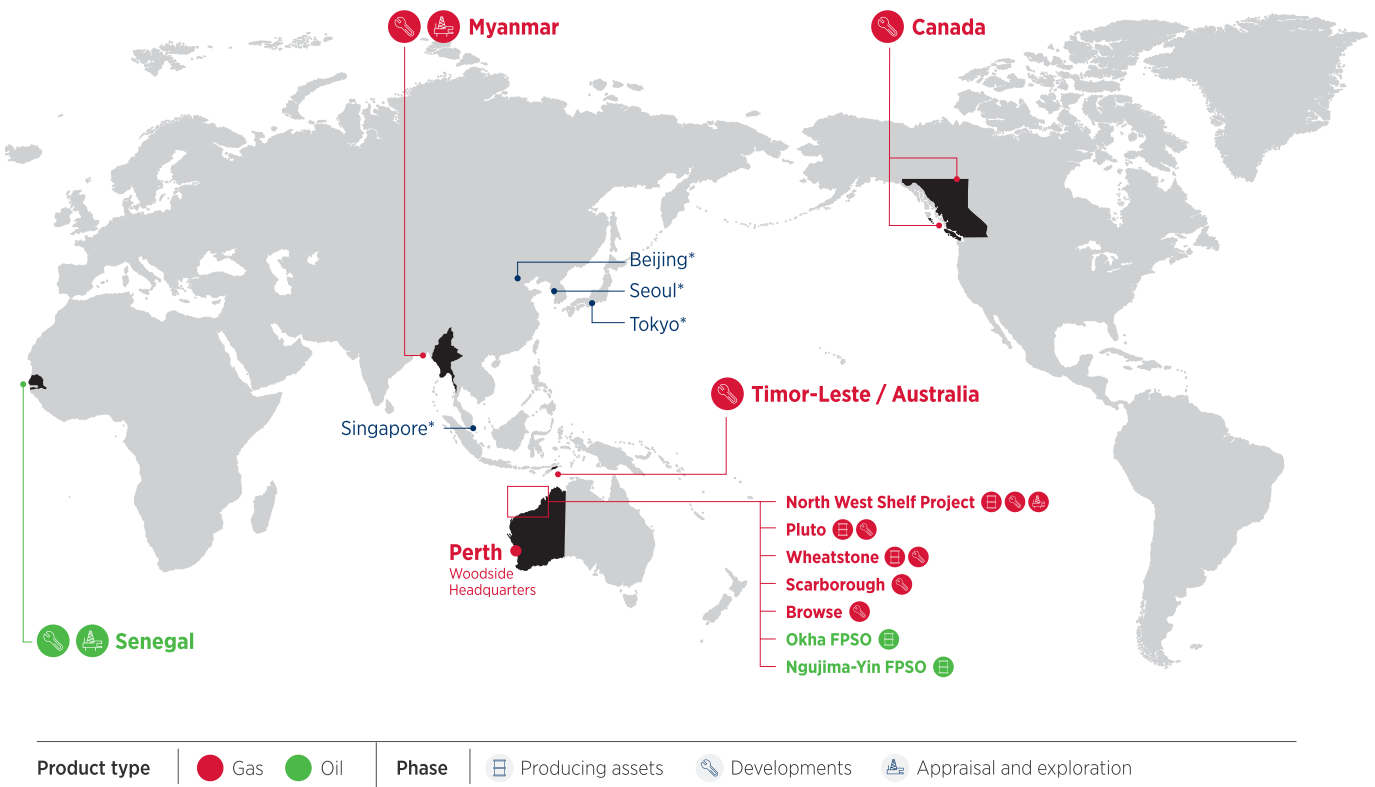 Myanmar
Canada
Beijing*
Seoul*
Tokyo*
Timor-Leste / Australia
Singapore*
North West Shelf Project
Pluto
Perth
Woodside
Headquarters
Wheatstone
Scarborough
Browse
Okha FPSO
Ngujima-Yin FPSO
Senegal
Product type
Gas
Oil
Phase
Producing assets
Developments
Appraisal and exploration